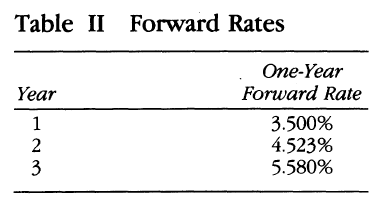 Table II Forward Rates
One-Year
Year Forward Rate
1 3.500%
2 4.523%
3 5.580%